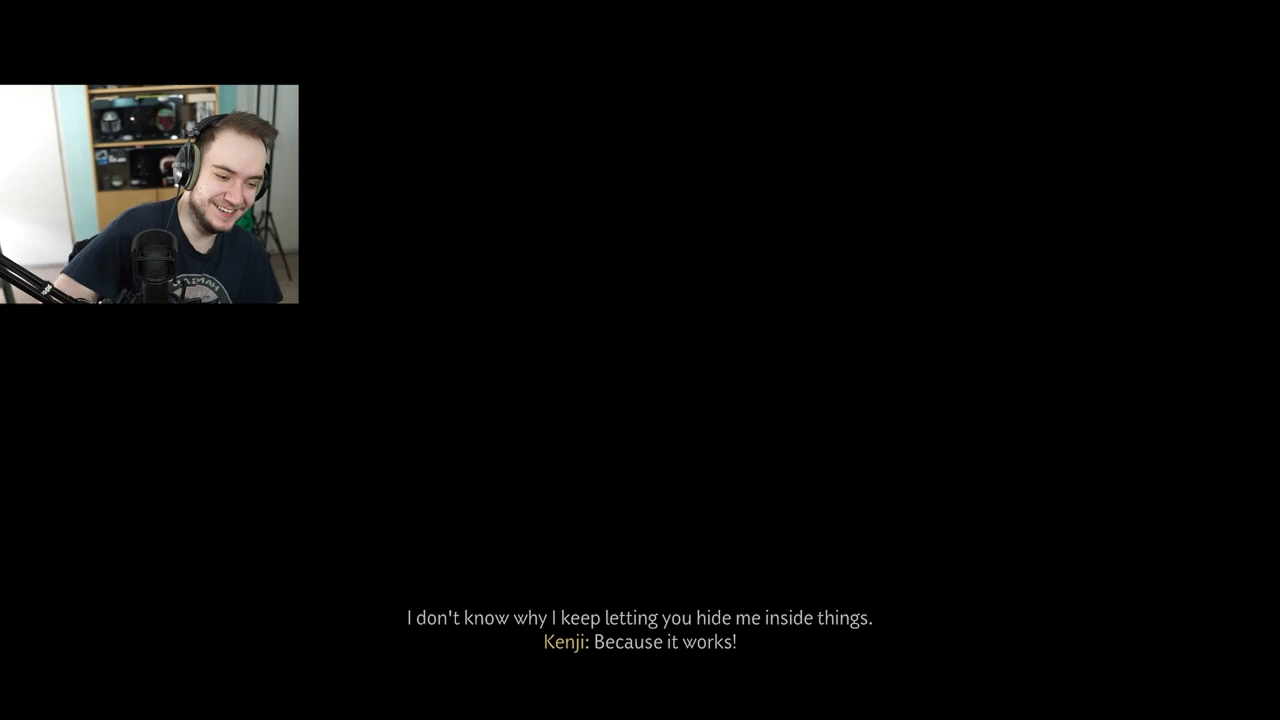 I don't know why I keep letting you hide me inside things.
Kenji: Because it works!